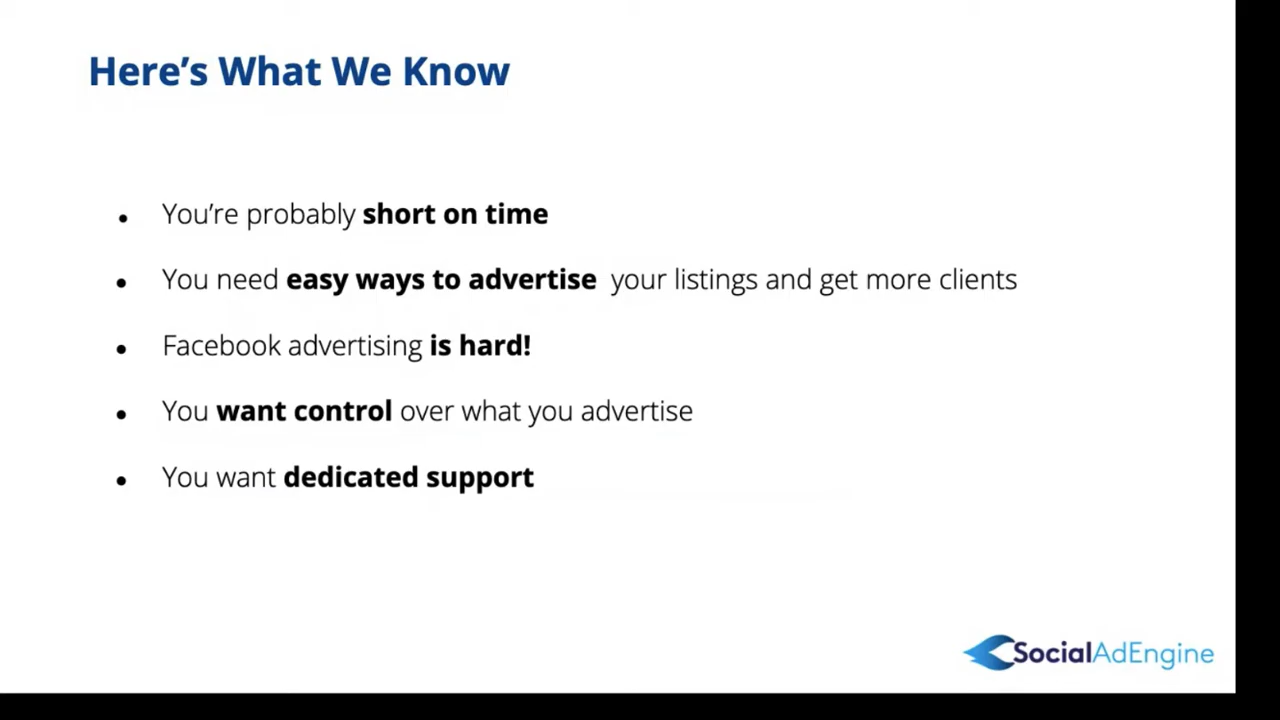 Here’s What We Know
• You’re probably short on time
• You need easy ways to advertise your listings and get more clients
• Facebook advertising is hard!
• You want control over what you advertise
• You want dedicated support
SocialAdEngine